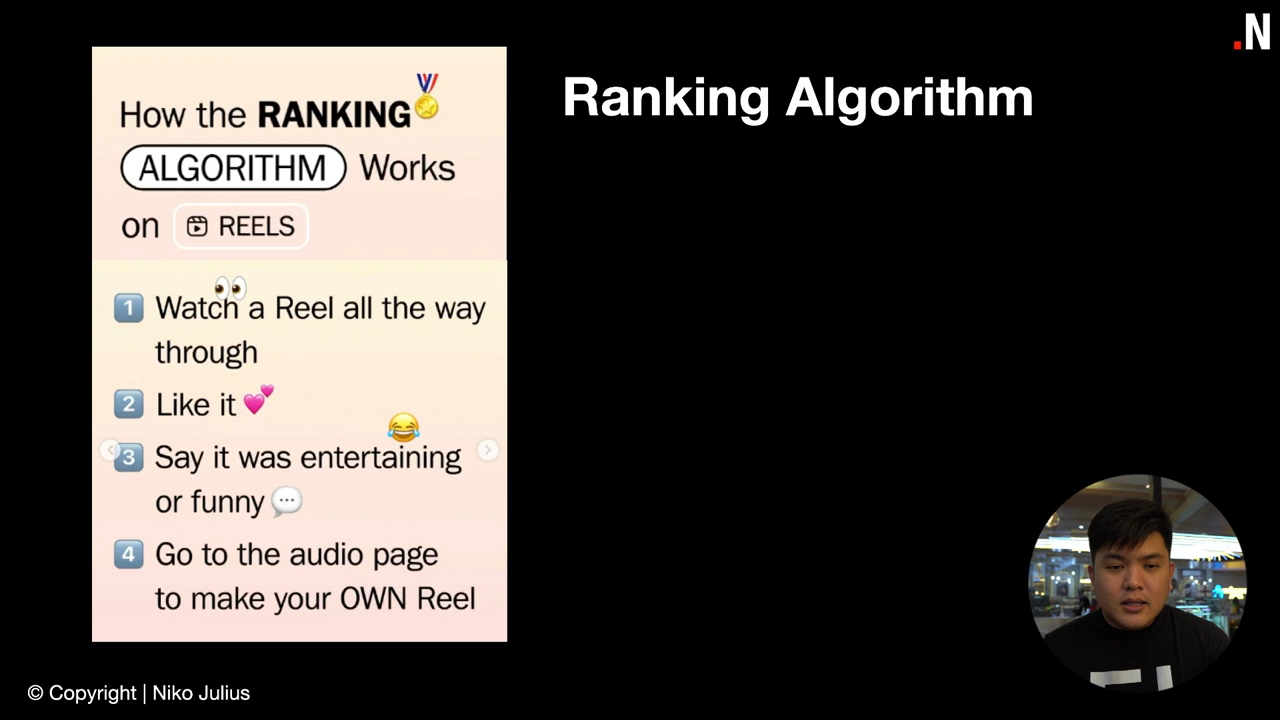 .N
Ranking Algorithm
How the RANKING
ALGORITHM Works
on REELS
1 Watch a Reel all the way
through
2 Like it
3 Say it was entertaining
or funny
4 Go to the audio page
to make your OWN Reel
© Copyright | Niko Julius